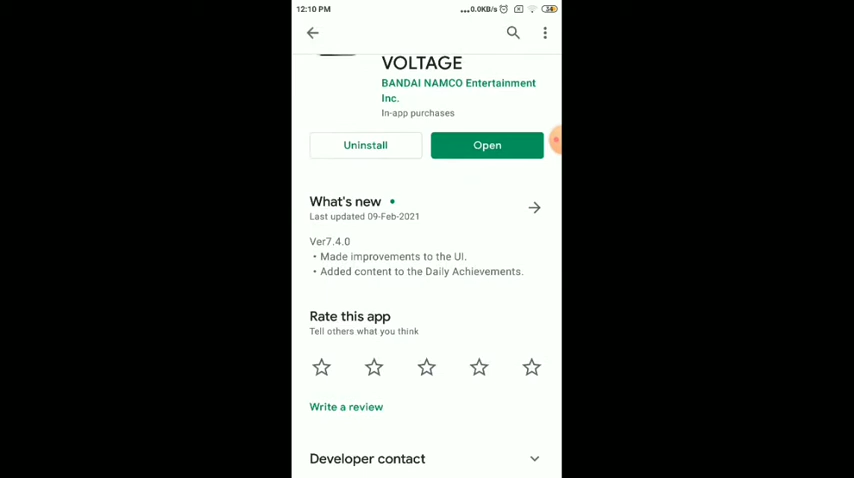 12:10 PM
...0.0KB/s
VOLTAGE
BANDAI NAMCO Entertainment
Inc.
In-app purchases
Uninstall
Open
What's new
Last updated 09-Feb-2021
Ver7.4.0
• Made improvements to the UI.
• Added content to the Daily Achievements.
Rate this app
Tell others what you think
Write a review
Developer contact